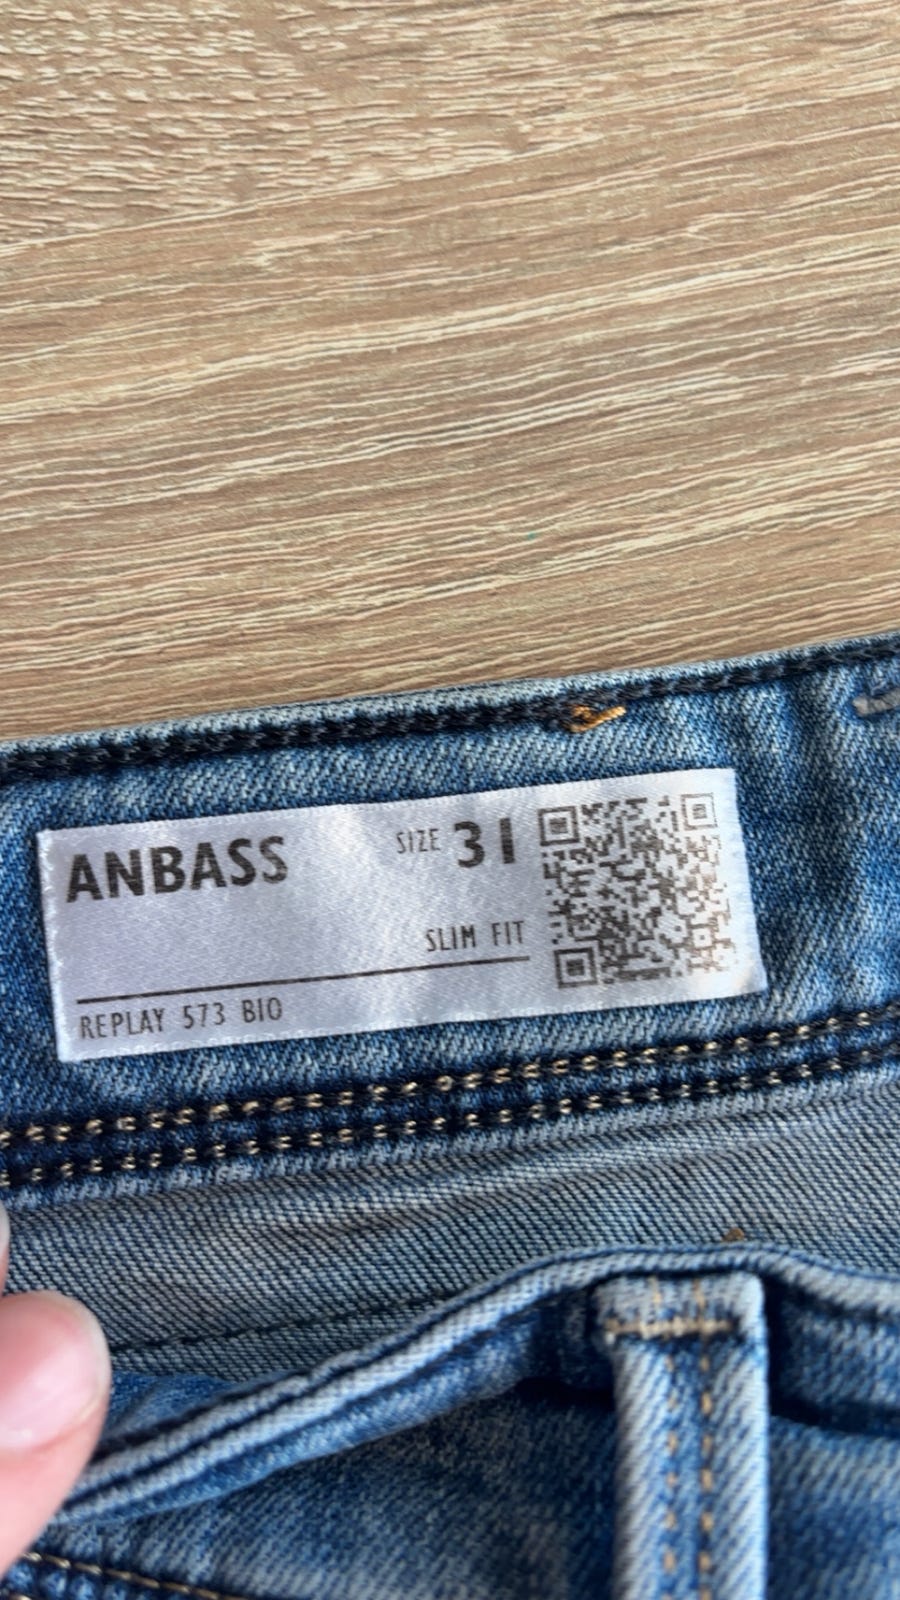 ANBASS
SIZE 31
SLIM FIT
REPLAY 573 BIO